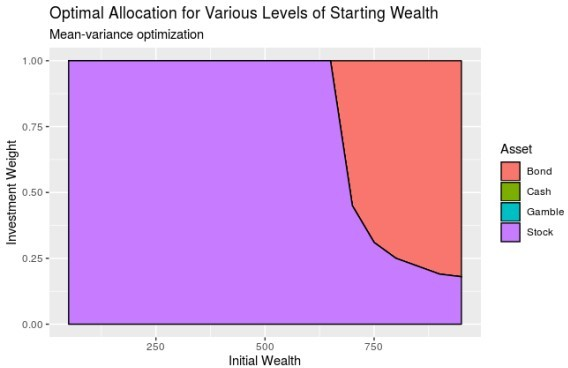 Optimal Allocation for Various Levels of Starting Wealth
Mean-variance optimization
1.00
0.75
0.50
0.25
0.00
Investment Weight
250
500
750
Initial Wealth
Asset
Bond
Cash
Gamble
Stock